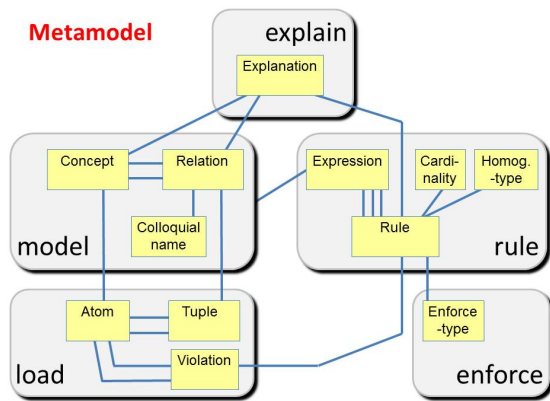 Metamodel
explain
Explanation
Concept
Relation
Expression
Cardi-
nality
Homog.
-type
Colloquial
name
Rule
model
rule
Atom
Tuple
Enforce
-type
Violation
load
enforce